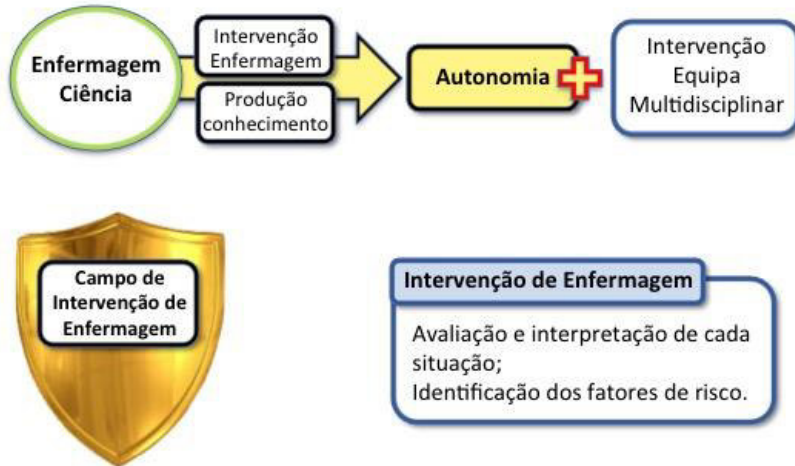 Enfermagem
Ciência
Intervenção
Enfermagem
Produção
conhecimento
Autonomia
Intervenção
Equipa
Multidisciplinar
Campo de
Intervenção de
Enfermagem
Intervenção de Enfermagem
Avaliação e interpretação de cada
situação;
Identificação dos fatores de risco.